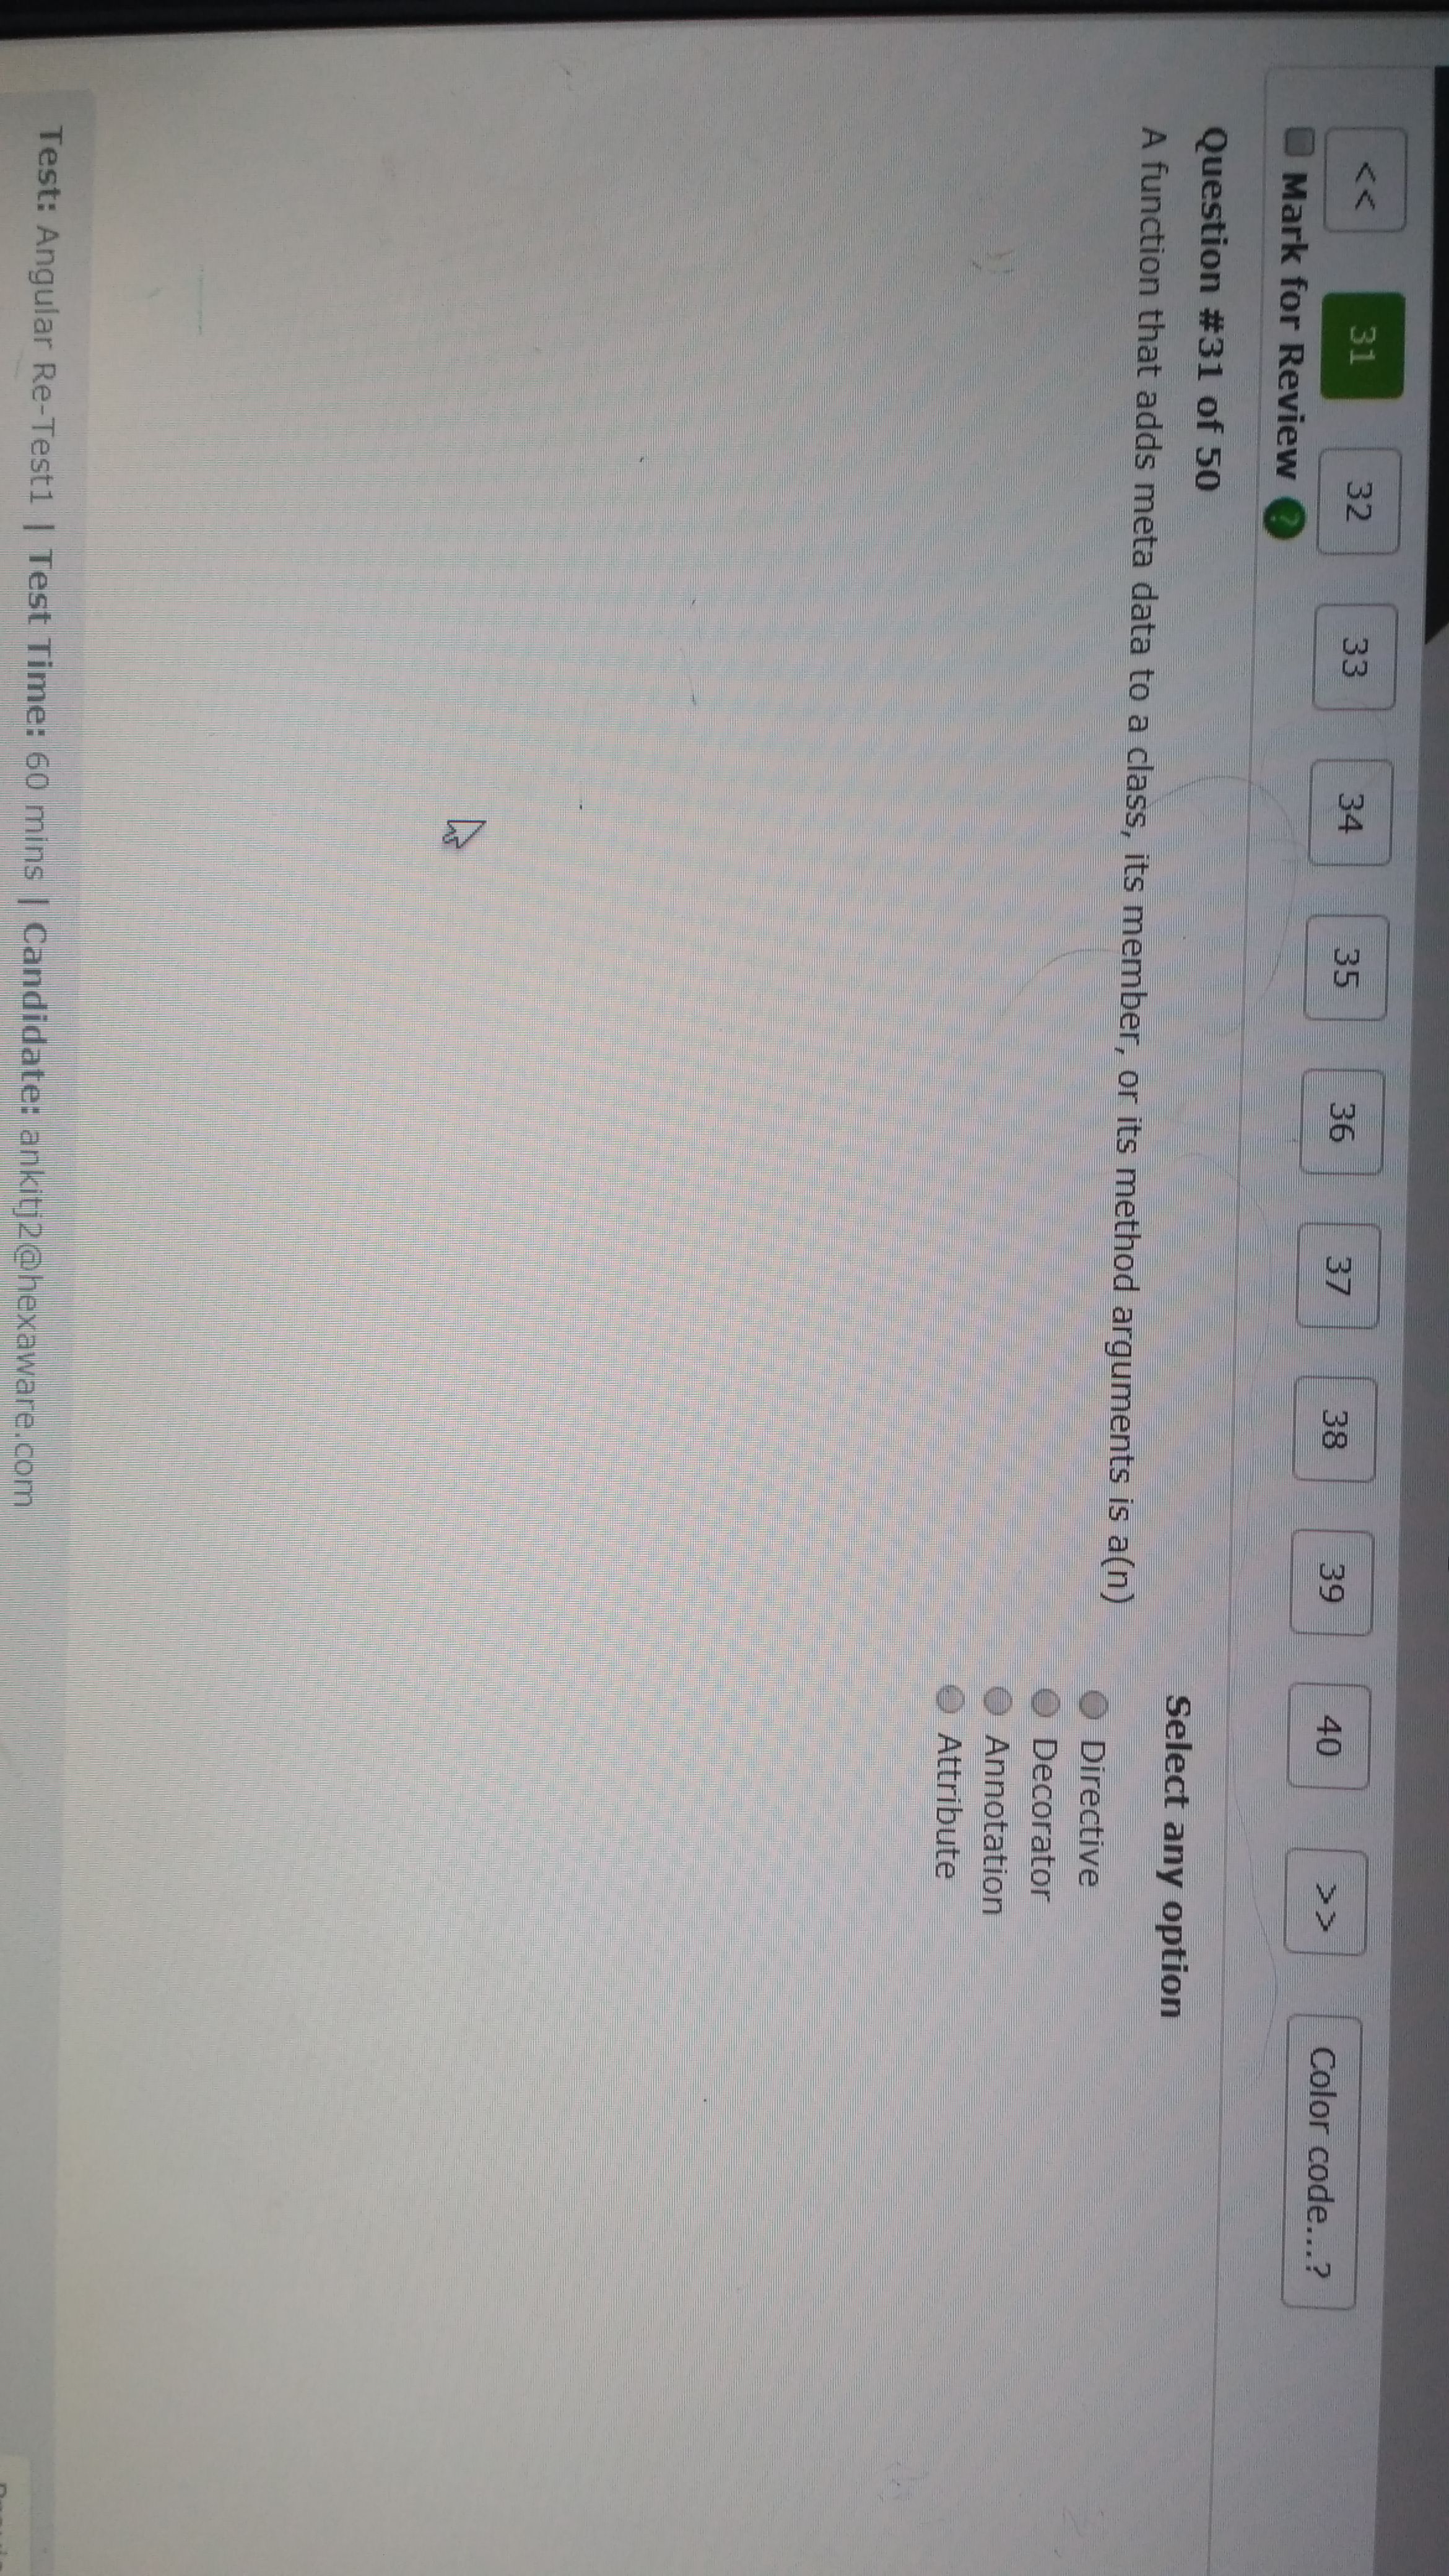 << 31 32 33 34 35 36 37 38 39 40 >> Color code...?
Mark for Review ?
Question #31 of 50
A function that adds meta data to a class, its member, or its method arguments is a(n)
Select any option
Directive
Decorator
Annotation
Attribute
Test: Angular Re-Test1 | Test Time: 60 mins | Candidate: ankitj2@hexaware.com